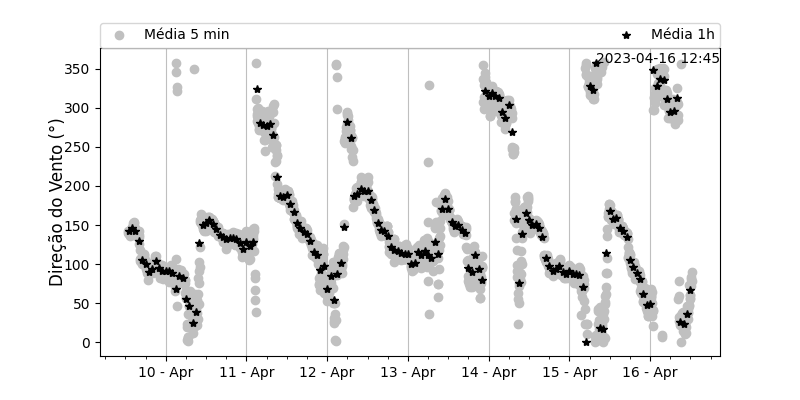 Média 5 min
Média 1h
2023-04-16 12:45
Direção do Vento (°)
350
300
250
200
150
100
50
0
10 - Apr
11 - Apr
12 - Apr
13 - Apr
14 - Apr
15 - Apr
16 - Apr